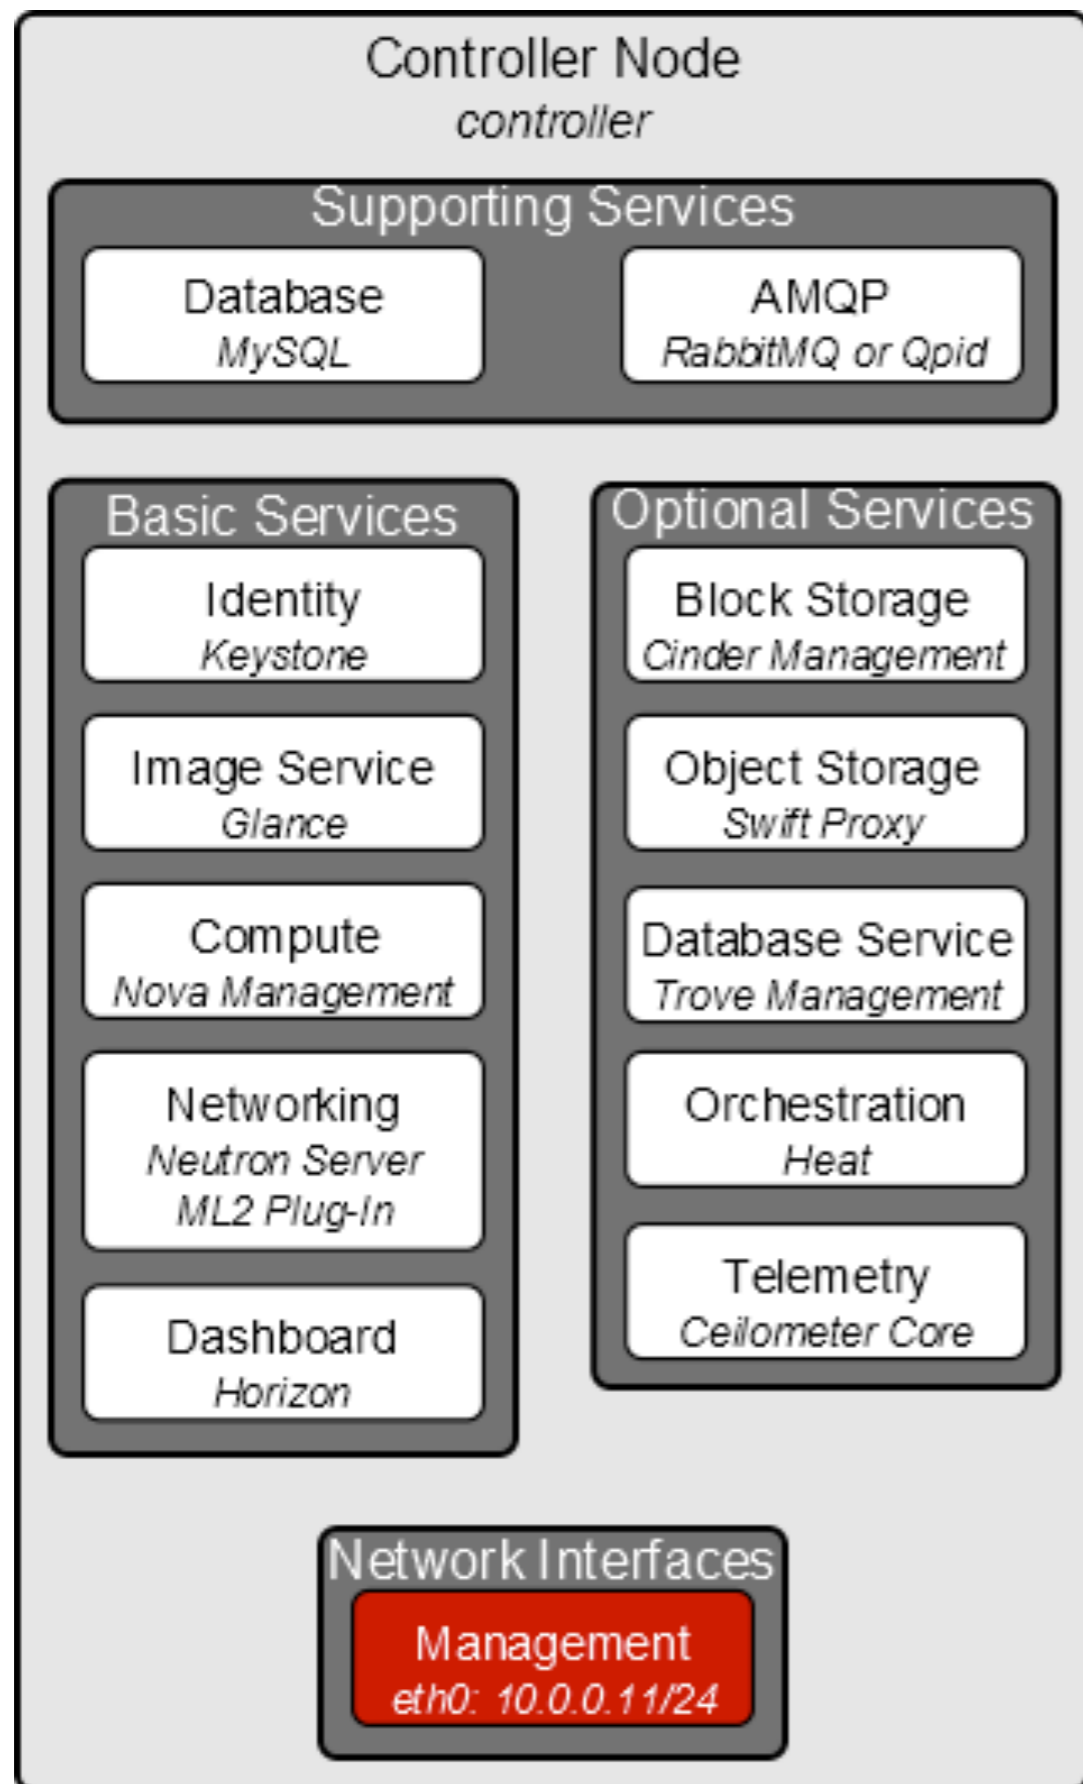 Controller Node
controller
Supporting Services
Database
MySQL
AMQP
RabbitMQ or Qpid
Basic Services
Identity
Keystone
Image Service
Glance
Compute
Nova Management
Networking
Neutron Server
ML2 Plug-In
Dashboard
Horizon
Optional Services
Block Storage
Cinder Management
Object Storage
Swift Proxy
Database Service
Trove Management
Orchestration
Heat
Telemetry
Ceilometer Core
Network Interfaces
Management
eth0: 10.0.0.11/24